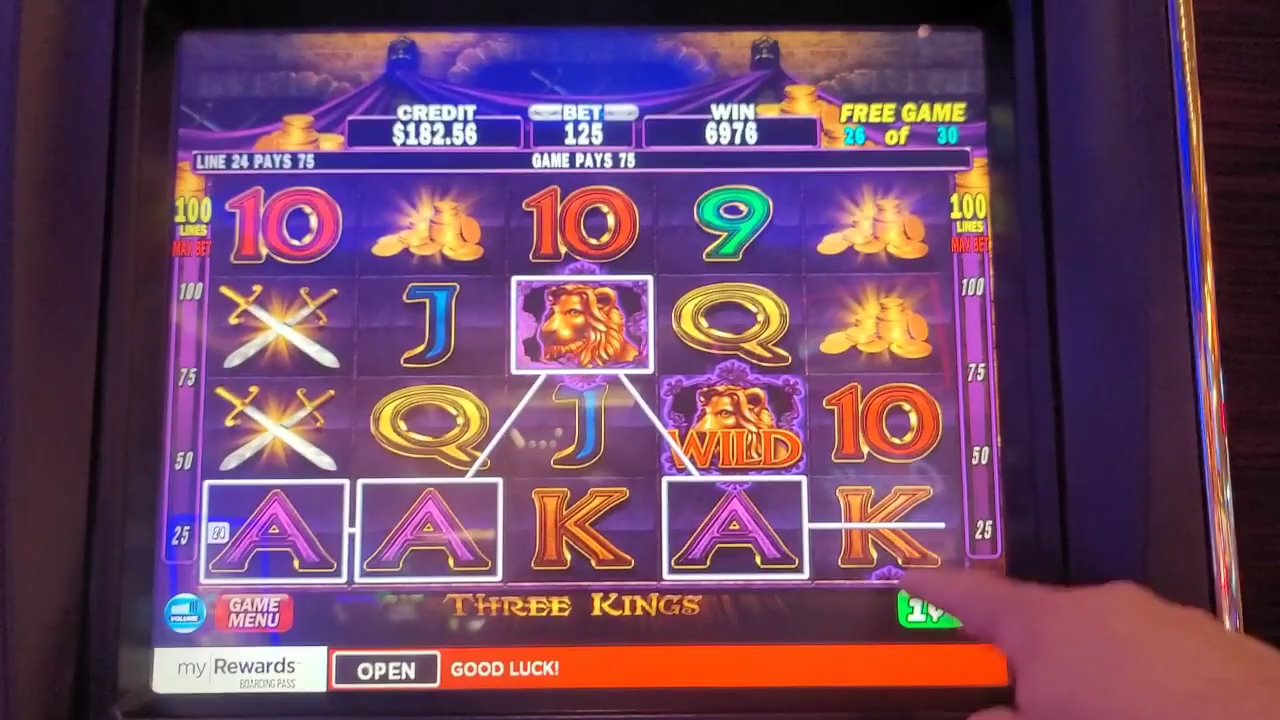 CREDIT BET WIN FREE GAME
$182.56 125 6976 26 of 30
LINE 24 PAYS 75 GAME PAYS 75
100 LINES MAX BET
100 LINES MAX BET
10 10 9
100 100
J Q
75 75
Q J WILD 10
50 50
25 24 A A K A K 25
VOLUME GAME MENU THREE KINGS 1¢
my Rewards BOARDING PASS OPEN GOOD LUCK!